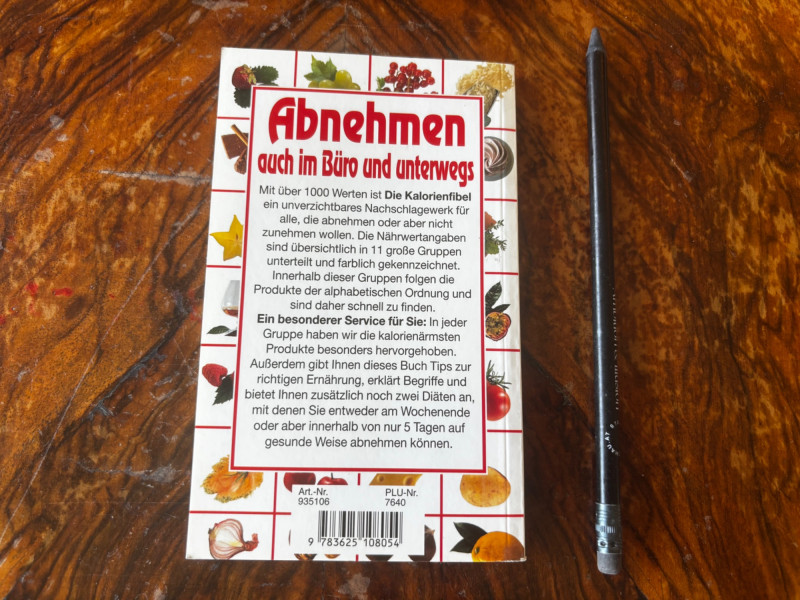 Abnehmen
auch im Büro und unterwegs
Mit über 1000 Werten ist Die Kalorienfibel
ein unverzichtbares Nachschlagewerk für
alle, die abnehmen oder aber nicht
zunehmen wollen. Die Nährwertangaben
sind übersichtlich in 11 große Gruppen
unterteilt und farblich gekennzeichnet.
Innerhalb dieser Gruppen folgen die
Produkte der alphabetischen Ordnung und
sind daher schnell zu finden.
Ein besonderer Service für Sie: In jeder
Gruppe haben wir die kalorienärmsten
Produkte besonders hervorgehoben.
Außerdem gibt Ihnen dieses Buch Tips zur
richtigen Ernährung, erklärt Begriffe und
bietet Ihnen zusätzlich noch zwei Diäten an,
mit denen Sie entweder am Wochenende
oder aber innerhalb von nur 5 Tagen auf
gesunde Weise abnehmen können.
Art.-Nr. PLU-Nr.
935106 7640
9 783625 108054